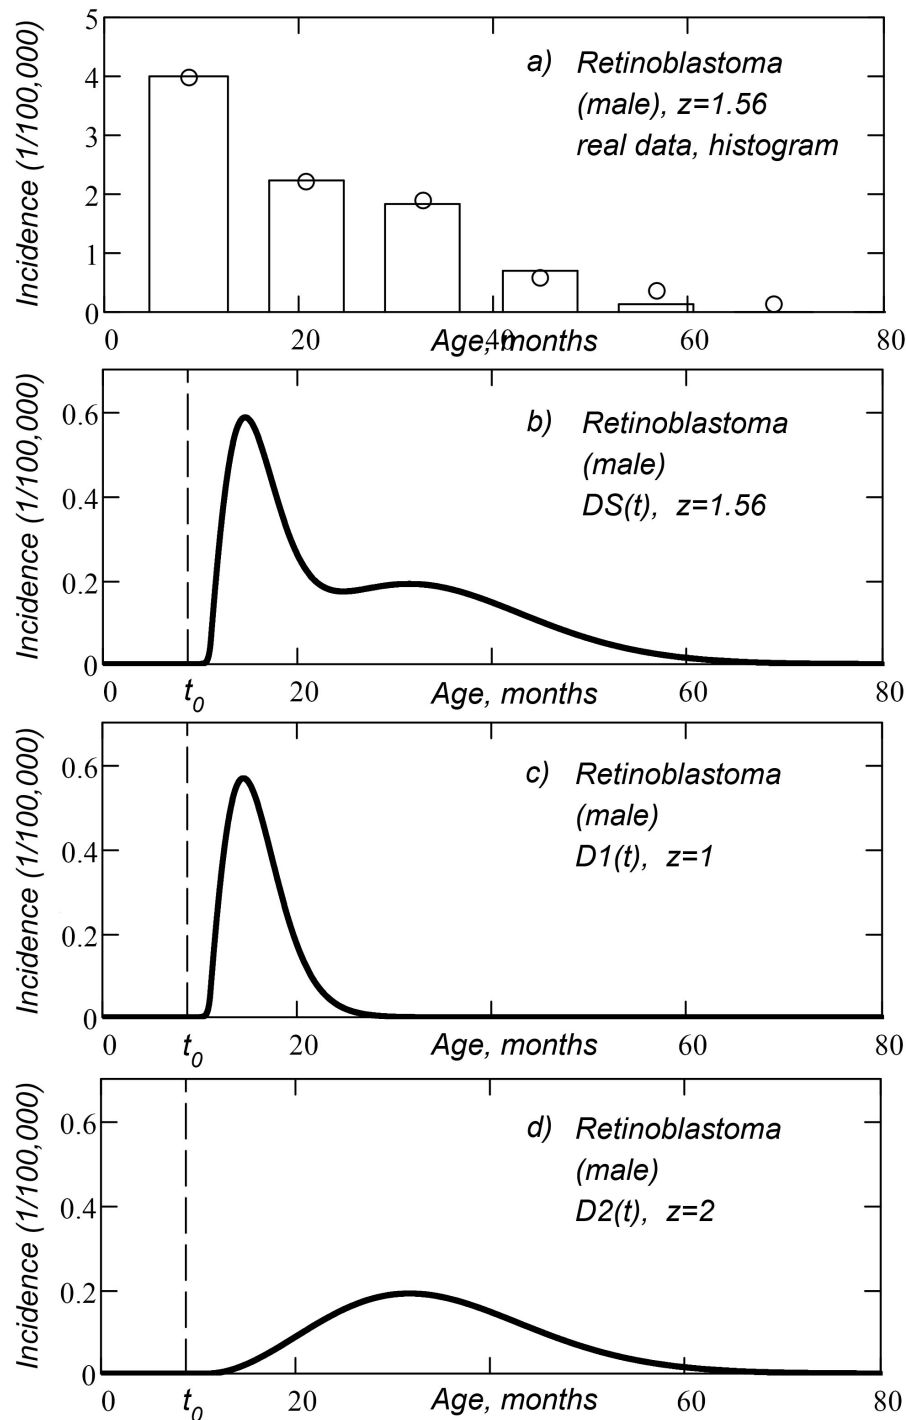 5
4
3
2
1
0
Incidence (1/100,000)
a) Retinoblastoma
(male), z=1.56
real data, histogram
0 20 40 60 80
Age, months
0.6
0.4
0.2
0
Incidence (1/100,000)
b) Retinoblastoma
(male)
DS(t), z=1.56
0 t0 20 Age, months 60 80
0.6
0.4
0.2
0
Incidence (1/100,000)
c) Retinoblastoma
(male)
D1(t), z=1
0 t0 20 Age, months 60 80
0.6
0.4
0.2
0
Incidence (1/100,000)
d) Retinoblastoma
(male)
D2(t), z=2
0 t0 20 Age, months 60 80